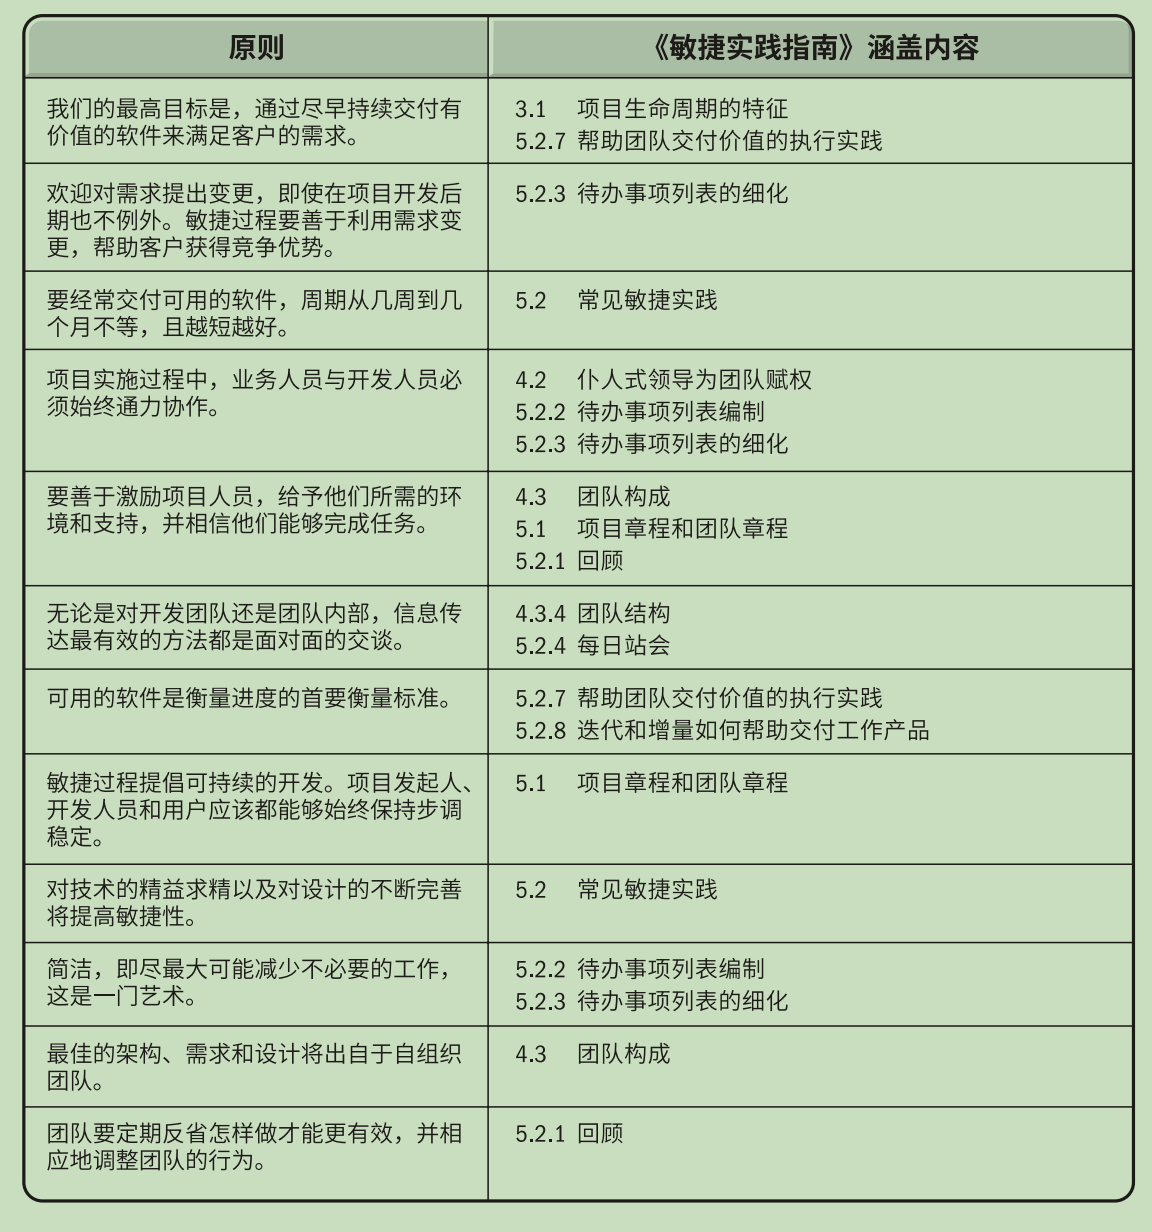 原则
《敏捷实践指南》涵盖内容
我们的最高目标是，通过尽早持续交付有
价值的软件来满足客户的需求。
3.1 项目生命周期的特征
5.2.7 帮助团队交付价值的执行实践
欢迎对需求提出变更，即使在项目开发后
期也不例外。敏捷过程要善于利用需求变
更，帮助客户获得竞争优势。
5.2.3 待办事项列表的细化
要经常交付可用的软件，周期从几周到几
个月不等，且越短越好。
5.2 常见敏捷实践
项目实施过程中，业务人员与开发人员必
须始终通力协作。
4.2 仆人式领导为团队赋权
5.2.2 待办事项列表编制
5.2.3 待办事项列表的细化
要善于激励项目人员，给予他们所需的环
境和支持，并相信他们能够完成任务。
4.3 团队构成
5.1 项目章程和团队章程
5.2.1 回顾
无论是对开发团队还是团队内部，信息传
达最有效的方法都是面对面的交谈。
4.3.4 团队结构
5.2.4 每日站会
可用的软件是衡量进度的首要衡量标准。
5.2.7 帮助团队交付价值的执行实践
5.2.8 迭代和增量如何帮助交付工作产品
敏捷过程提倡可持续的开发。项目发起人、
开发人员和用户应该都能够始终保持步调
稳定。
5.1 项目章程和团队章程
对技术的精益求精以及对设计的不断完善
将提高敏捷性。
5.2 常见敏捷实践
简洁，即尽最大可能减少不必要的工作，
这是一门艺术。
5.2.2 待办事项列表编制
5.2.3 待办事项列表的细化
最佳的架构、需求和设计将出自于自组织
团队。
4.3 团队构成
团队要定期反省怎样做才能更有效，并相
应地调整团队的行为。
5.2.1 回顾